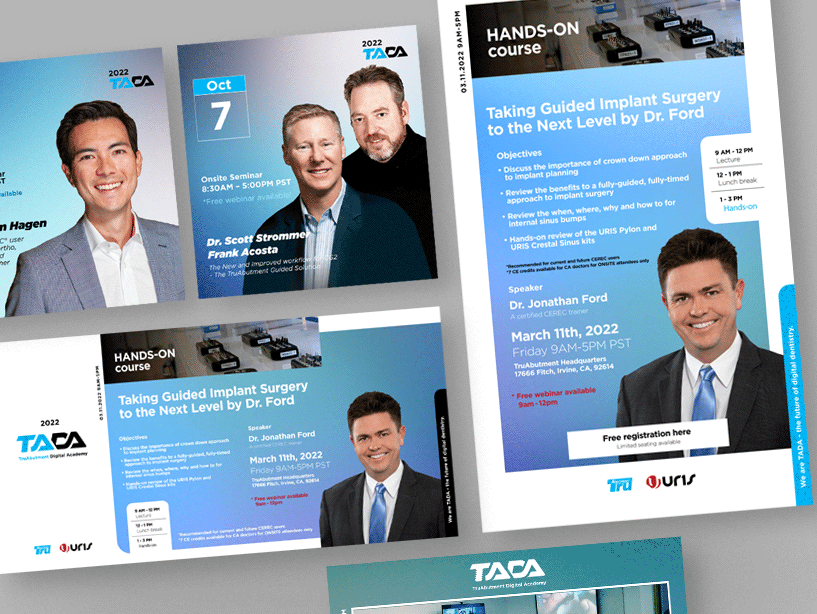 2022
TACA
n Hagen
2022
TACA
Oct
7
Onsite Seminar
8:30AM – 5:00PM PST
*Free webinar available!
Dr. Scott Strommer
Frank Acosta
The New and Improved workflow
- The TruAbutment Guided Solution
03.11.2022 9AM-5PM
HANDS-ON
course
Taking Guided Implant Surgery
to the Next Level by Dr. Ford
Objectives
• Discuss the importance of crown down approach
to implant planning
• Review the benefits to a fully-guided, fully-timed
approach to implant surgery
• Review the when, where, why and how to for
internal sinus bumps
• Hands-on review of the URIS Pylon and
URIS Crestal Sinus kits
*Recommended for current and future CEREC users
*7 CE credits available for CA doctors for ONSITE attendees only
9 AM - 12 PM
Lecture
12 - 1 PM
Lunch break
1 - 3 PM
Hands-on
Speaker
Dr. Jonathan Ford
A certified CEREC trainer
March 11th, 2022
Friday 9AM-5PM PST
TruAbutment Headquarters
17666 Fitch, Irvine, CA, 92614
* Free webinar available
9am - 12pm
Free registration here
Limited seating available
We are TADA - the future of digital dentistry.
Tru
URIS
2022
TACA
TruAbutment Digital Academy
03.11.2022 9AM-5PM
HANDS-ON
course
Taking Guided Implant Surgery
to the Next Level by Dr. Ford
Objectives
• Discuss the importance of crown down approach
to implant planning
• Review the benefits to a fully-guided, fully-timed
approach to implant surgery
• Review the when, where, why and how to for
internal sinus bumps
• Hands-on review of the URIS Pylon and
URIS Crestal Sinus kits
9 AM - 12 PM
Lecture
12 - 1 PM
Lunch break
1 - 3 PM
Hands-on
Speaker
Dr. Jonathan Ford
A certified CEREC trainer
March 11th, 2022
Friday 9AM-5PM PST
TruAbutment Headquarters
17666 Fitch, Irvine, CA, 92614
* Free webinar available
9am - 12pm
*Recommended for current and future CEREC users
*7 CE credits available for CA doctors for ONSITE attendees only
We are TADA - the future of digital dentistry.
Tru
URIS
TACA
TruAbutment Digital Academy